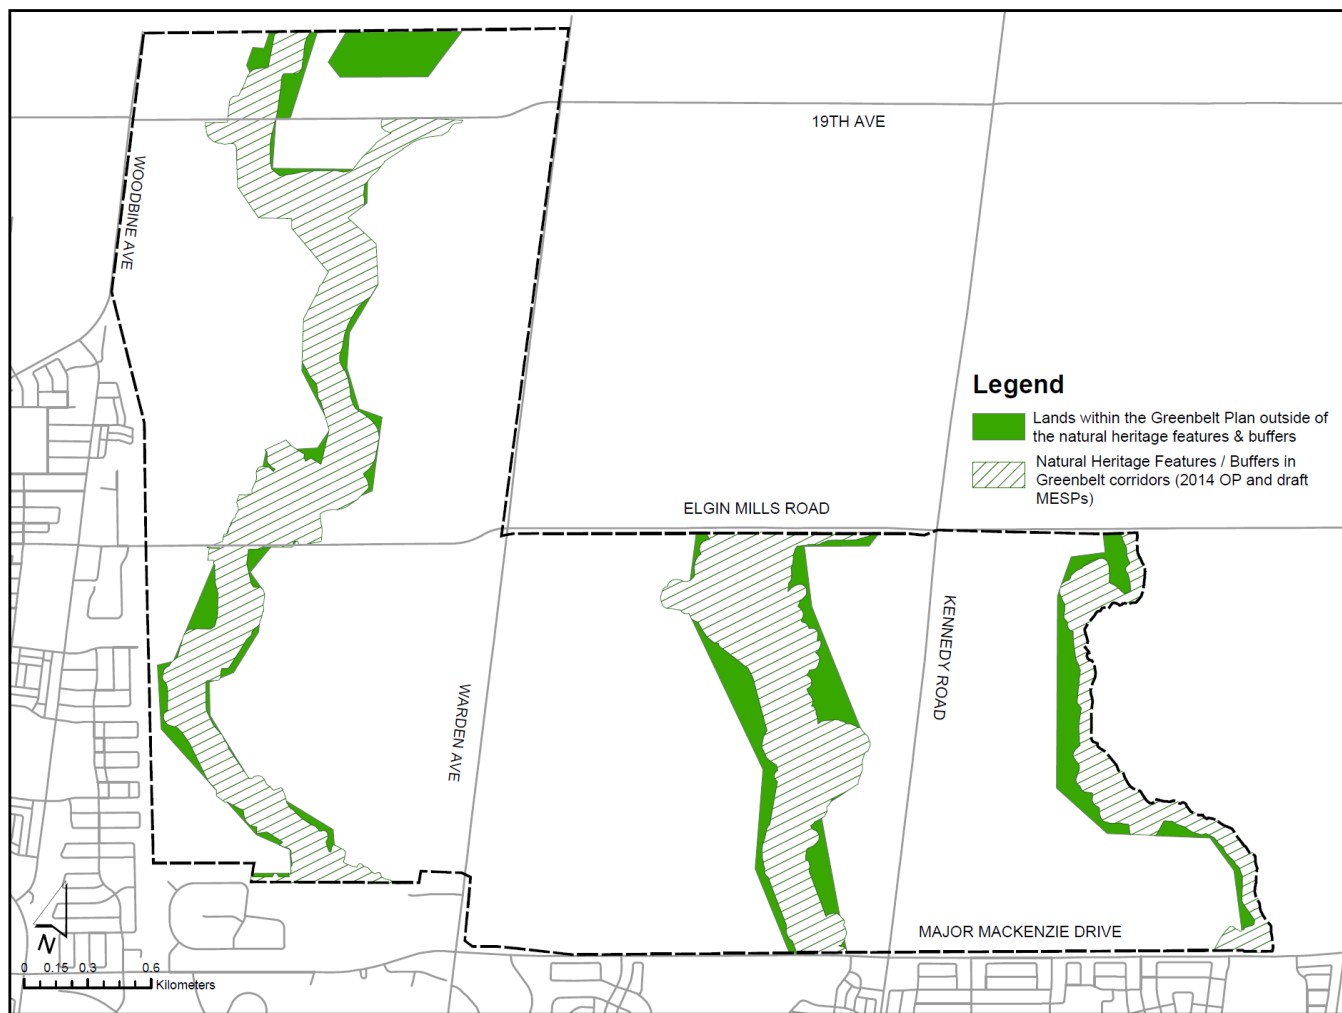 19TH AVE
WOODBINE AVE
Legend
Lands within the Greenbelt Plan outside of
the natural heritage features & buffers
Natural Heritage Features / Buffers in
Greenbelt corridors (2014 OP and draft
MESPs)
ELGIN MILLS ROAD
KENNEDY ROAD
WARDEN AVE
MAJOR MACKENZIE DRIVE
N
0 0.15 0.3 0.6
Kilometers